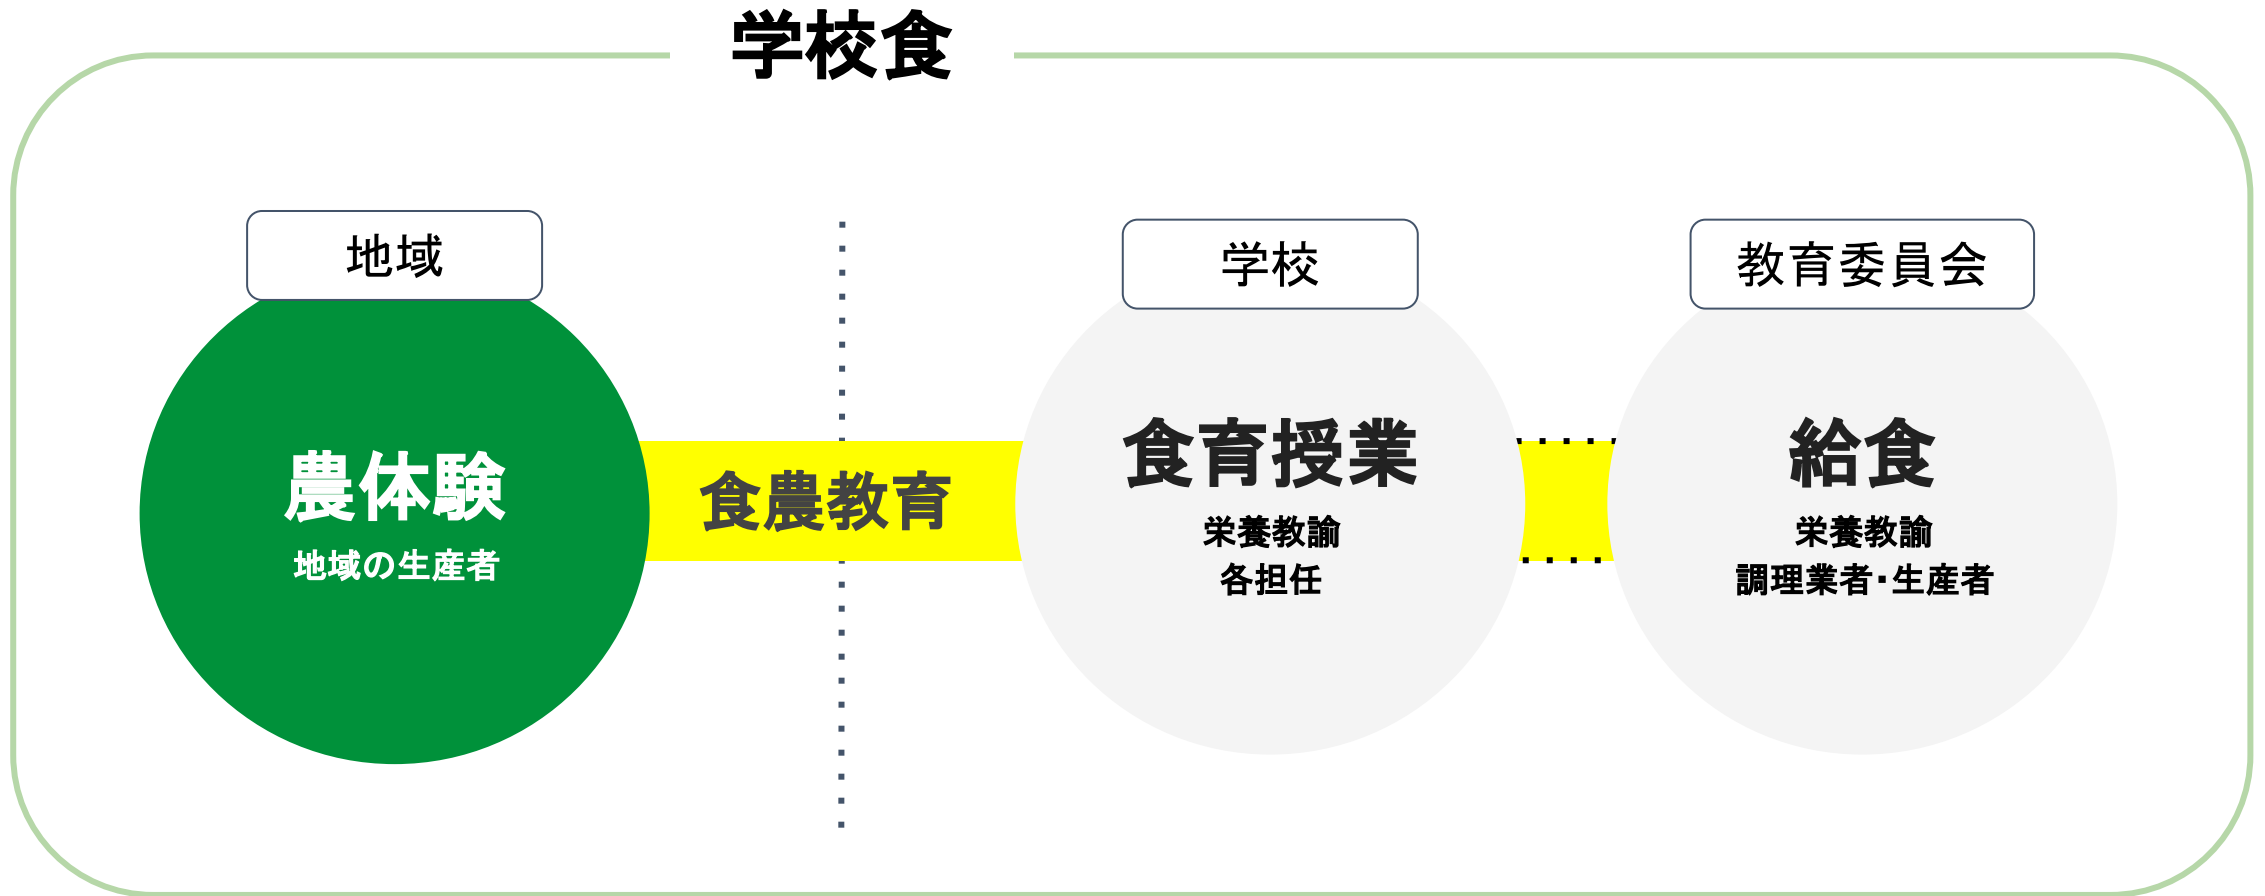 学校食
地域
農体験
地域の生産者
食農教育
学校
食育授業
栄養教諭
各担任
教育委員会
給食
栄養教諭
調理業者・生産者